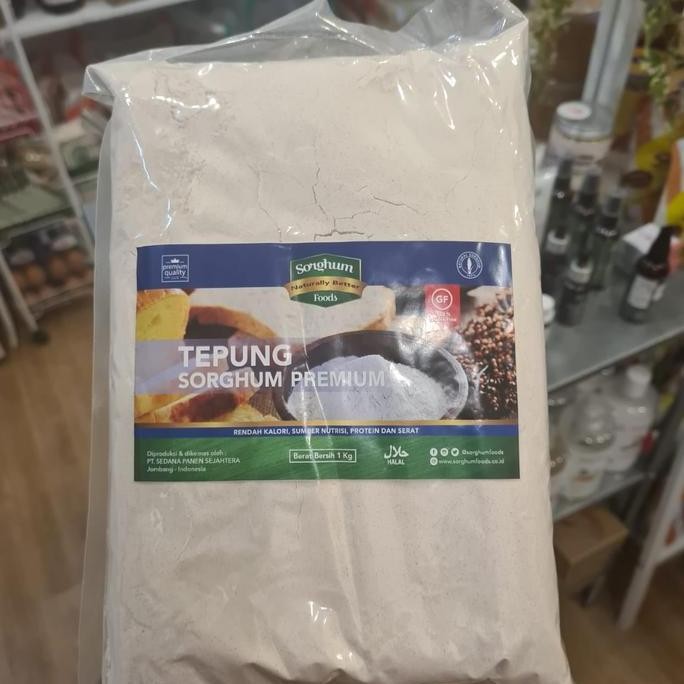 premium
quality
Sorghum
Naturally Better
Foods
GF
100%
TEPUNG
SORGHUM PREMIUM
RENDAH KALORI, SUMBER NUTRISI, PROTEIN DAN SERAT
Diproduksi & dikemas oleh :
PT. SEDANA PANEN SEJAHTERA
Jombang - Indonesia
Berat Bersih 1 Kg
حلال
HALAL
@sorghumfoods
www.sorghumfoods.co.id